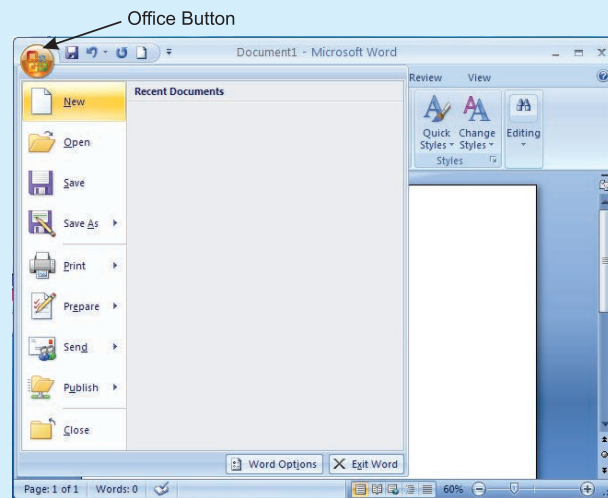 Office Button
Document1 - Microsoft Word
Review View
New
Open
Save
Save As
Print
Prepare
Send
Publish
Close
Recent Documents
Quick Styles
Change Styles
Editing
Styles
Word Options
Exit Word
Page: 1 of 1 Words: 0
60%